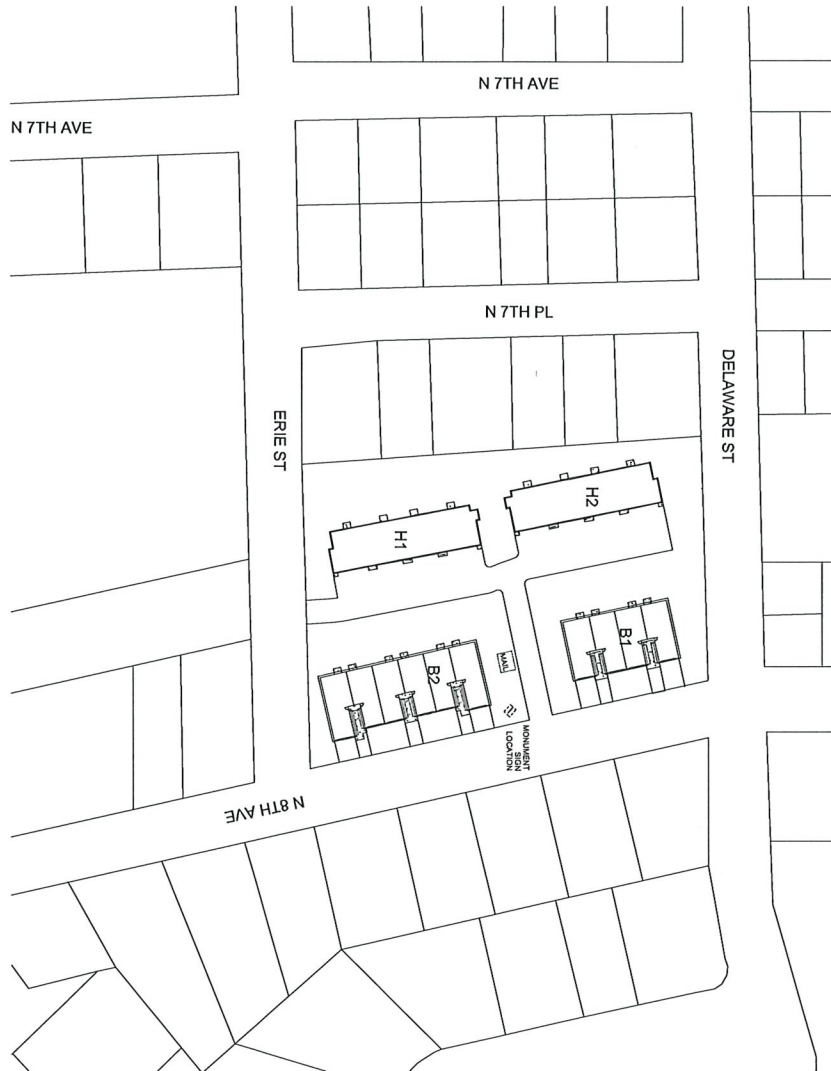 N 7TH AVE
N 7TH AVE
N 7TH PL
DELAWARE ST
ERIE ST
H2
H1
B1
B2
MAIL
MONUMENT
SIGN
LOCATION
N 8TH AVE